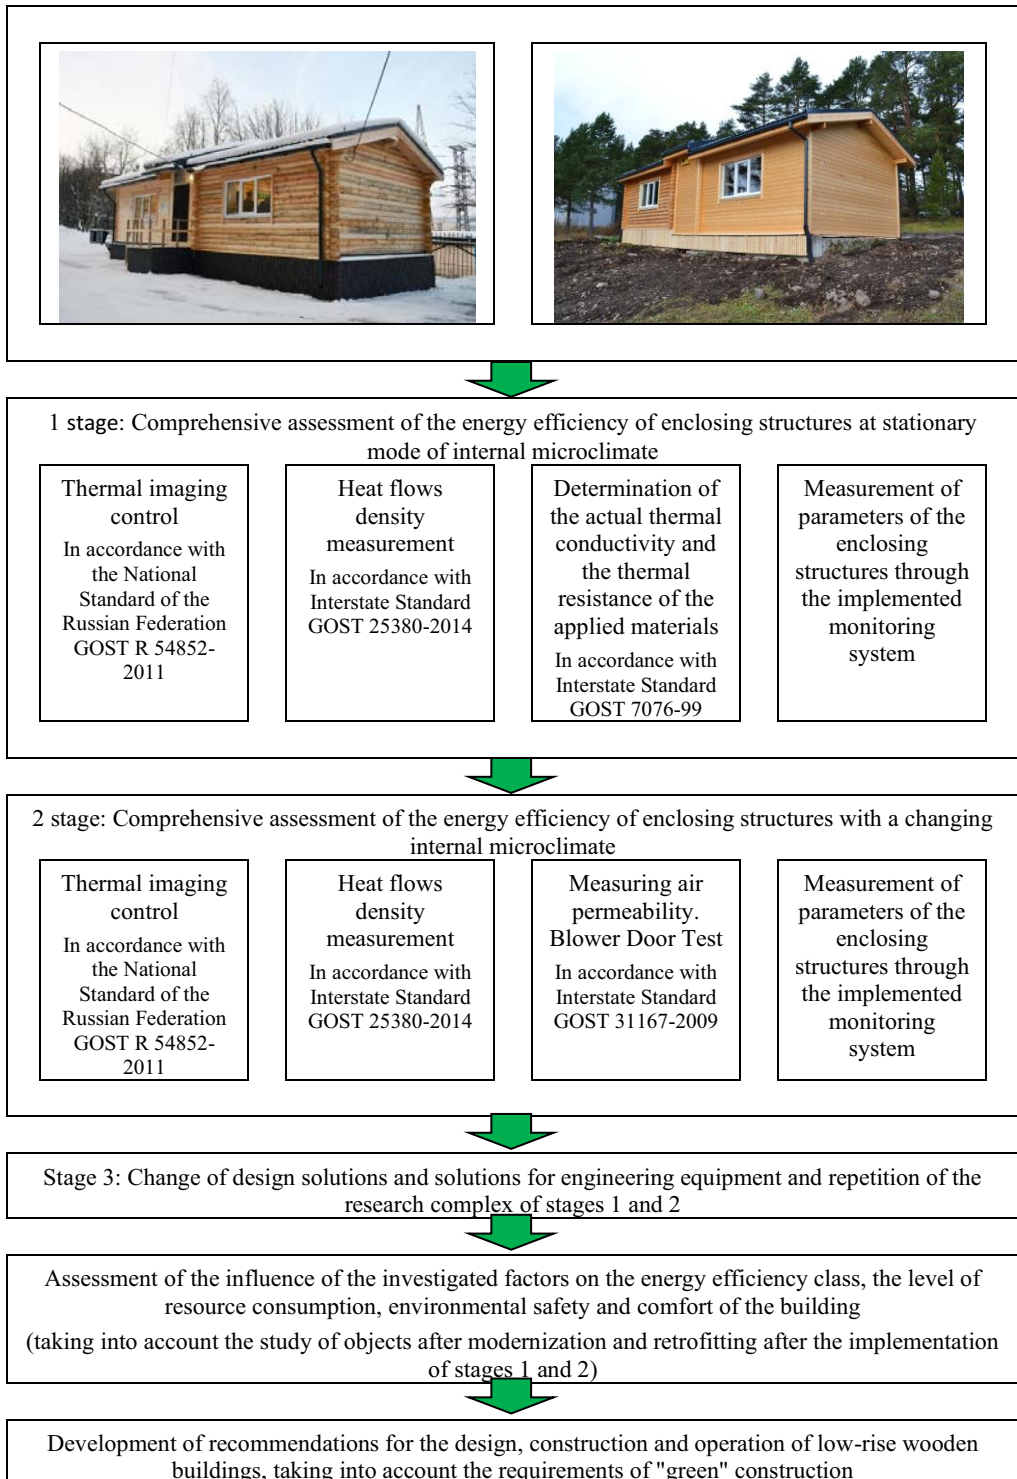 1 stage: Comprehensive assessment of the energy efficiency of enclosing structures at stationary
mode of internal microclimate
Thermal imaging
control
In accordance with
the National
Standard of the
Russian Federation
GOST R 54852-
2011
Heat flows
density
measurement
In accordance with
Interstate Standard
GOST 25380-2014
Determination of
the actual thermal
conductivity and
the thermal
resistance of the
applied materials
In accordance with
Interstate Standard
GOST 7076-99
Measurement of
parameters of the
enclosing
structures through
the implemented
monitoring
system
2 stage: Comprehensive assessment of the energy efficiency of enclosing structures with a changing
internal microclimate
Thermal imaging
control
In accordance with
the National
Standard of the
Russian Federation
GOST R 54852-
2011
Heat flows
density
measurement
In accordance with
Interstate Standard
GOST 25380-2014
Measuring air
permeability.
Blower Door Test
In accordance with
Interstate Standard
GOST 31167-2009
Measurement of
parameters of the
enclosing
structures through
the implemented
monitoring
system
Stage 3: Change of design solutions and solutions for engineering equipment and repetition of the
research complex of stages 1 and 2
Assessment of the influence of the investigated factors on the energy efficiency class, the level of
resource consumption, environmental safety and comfort of the building
(taking into account the study of objects after modernization and retrofitting after the implementation
of stages 1 and 2)
Development of recommendations for the design, construction and operation of low-rise wooden
buildings, taking into account the requirements of "green" construction